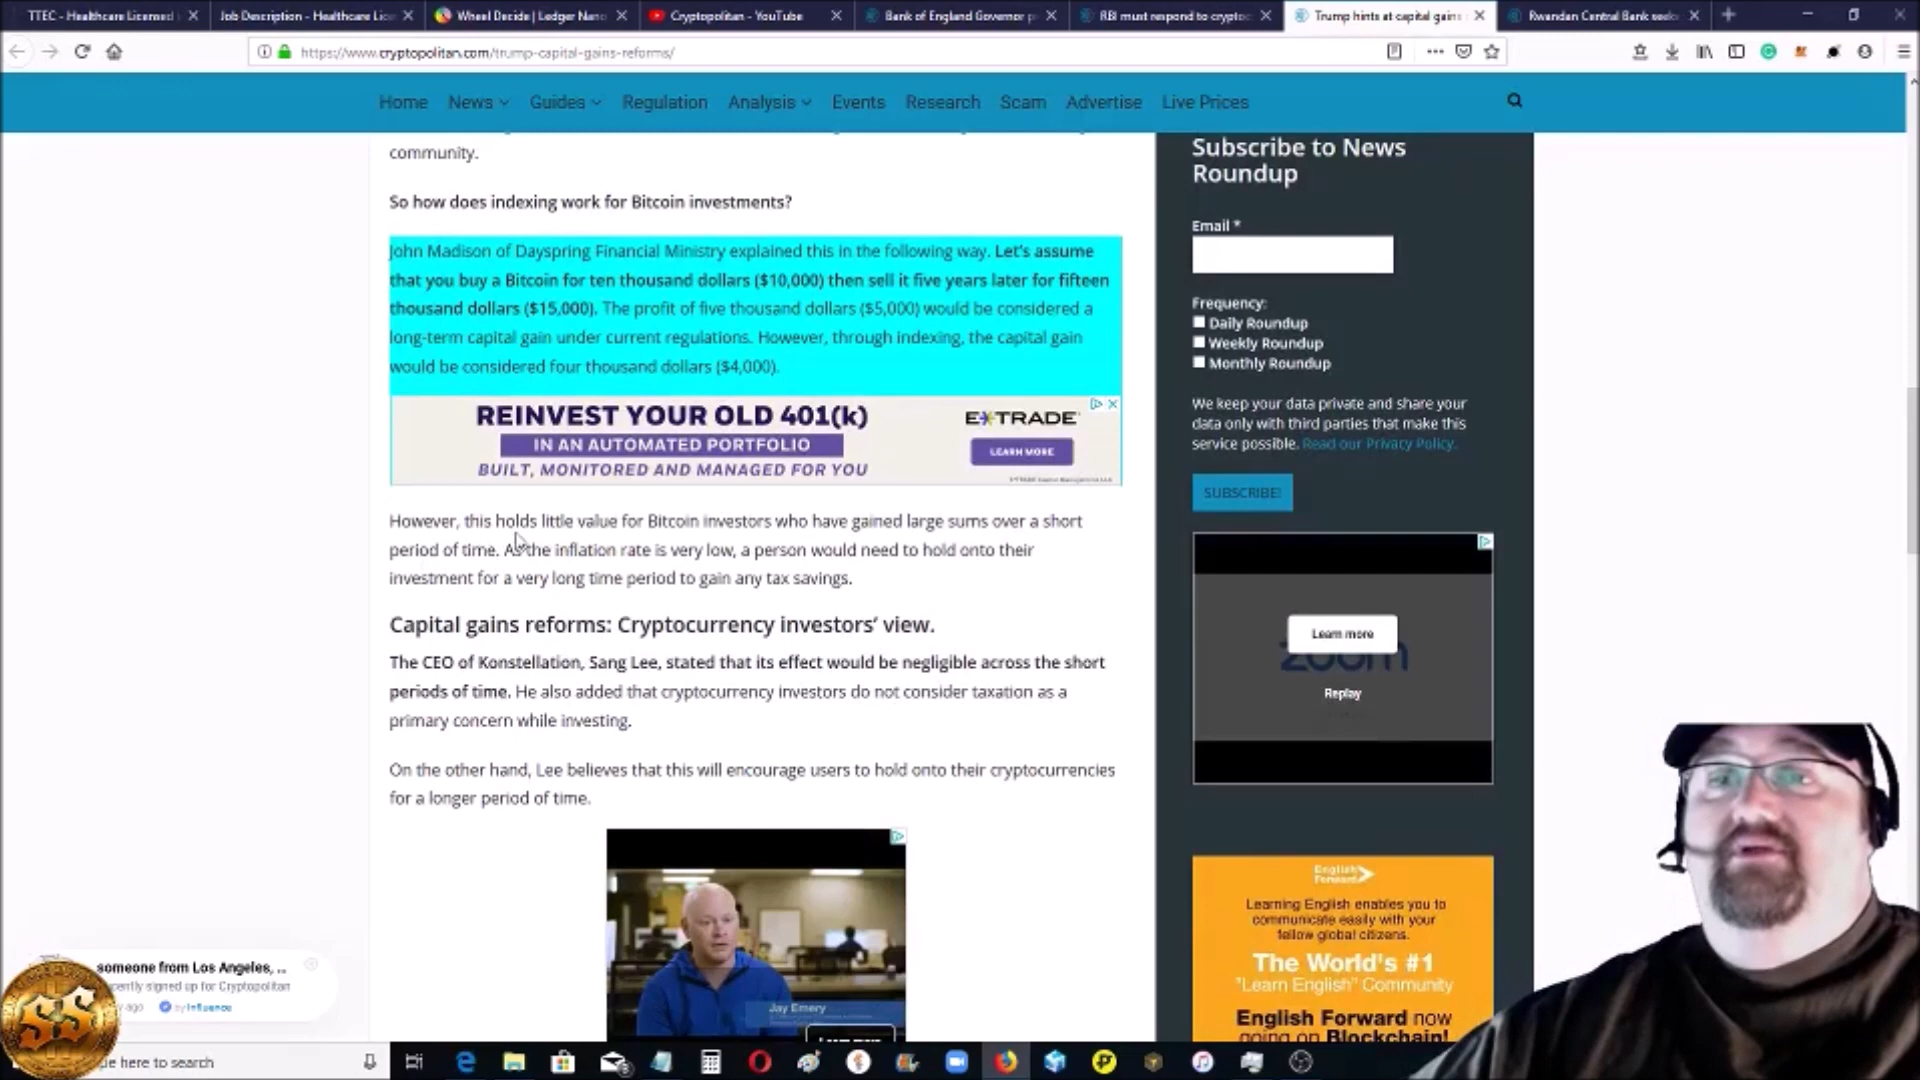 TTEC - Healthcare Licensed
Job Description - Healthcare Lice
Wheel Decide | Ledger Nano
Cryptopolitan - YouTube
Bank of England Governor p
RBI must respond to cryptoc
Trump hints at capital gains
Rwandan Central Bank seek
https://www.cryptopolitan.com/trump-capital-gains-reforms/
Home News Guides Regulation Analysis Events Research Scam Advertise Live Prices
community.
So how does indexing work for Bitcoin investments?
John Madison of Dayspring Financial Ministry explained this in the following way. Let's assume
that you buy a Bitcoin for ten thousand dollars ($10,000) then sell it five years later for fifteen
thousand dollars ($15,000). The profit of five thousand dollars ($5,000) would be considered a
long-term capital gain under current regulations. However, through indexing, the capital gain
would be considered four thousand dollars ($4,000).
REINVEST YOUR OLD 401(k)
IN AN AUTOMATED PORTFOLIO
BUILT, MONITORED AND MANAGED FOR YOU
E*TRADE
LEARN MORE
However, this holds little value for Bitcoin investors who have gained large sums over a short
period of time. As the inflation rate is very low, a person would need to hold onto their
investment for a very long time period to gain any tax savings.
Capital gains reforms: Cryptocurrency investors' view.
The CEO of Konstellation, Sang Lee, stated that its effect would be negligible across the short
periods of time. He also added that cryptocurrency investors do not consider taxation as a
primary concern while investing.
On the other hand, Lee believes that this will encourage users to hold onto their cryptocurrencies
for a longer period of time.
Jay Emery
Subscribe to News
Roundup
Email *
Frequency:
Daily Roundup
Weekly Roundup
Monthly Roundup
We keep your data private and share your
data only with third parties that make this
service possible. Read our Privacy Policy.
SUBSCRIBE!
Learn more
zoom
Replay
English
Forward
Learning English enables you to
communicate easily with your
fellow global citizens.
The World's #1
"Learn English" Community
English Forward now
going on Blockchain!
someone from Los Angeles, ...
cently signed up for Cryptopolitan
ago by Influence
S S
pe here to search